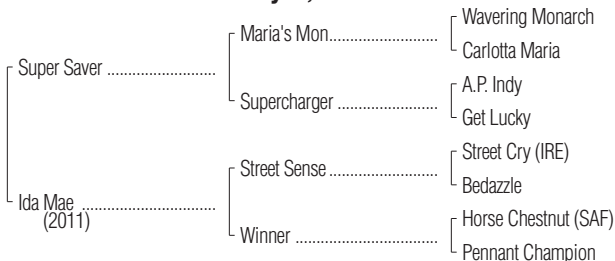 Wavering Monarch
Maria's Mon
Carlotta Maria
Super Saver
A.P. Indy
Supercharger
Get Lucky
Street Cry (IRE)
Street Sense
Bedazzle
Ida Mae
(2011)
Horse Chestnut (SAF)
Winner
Pennant Champion